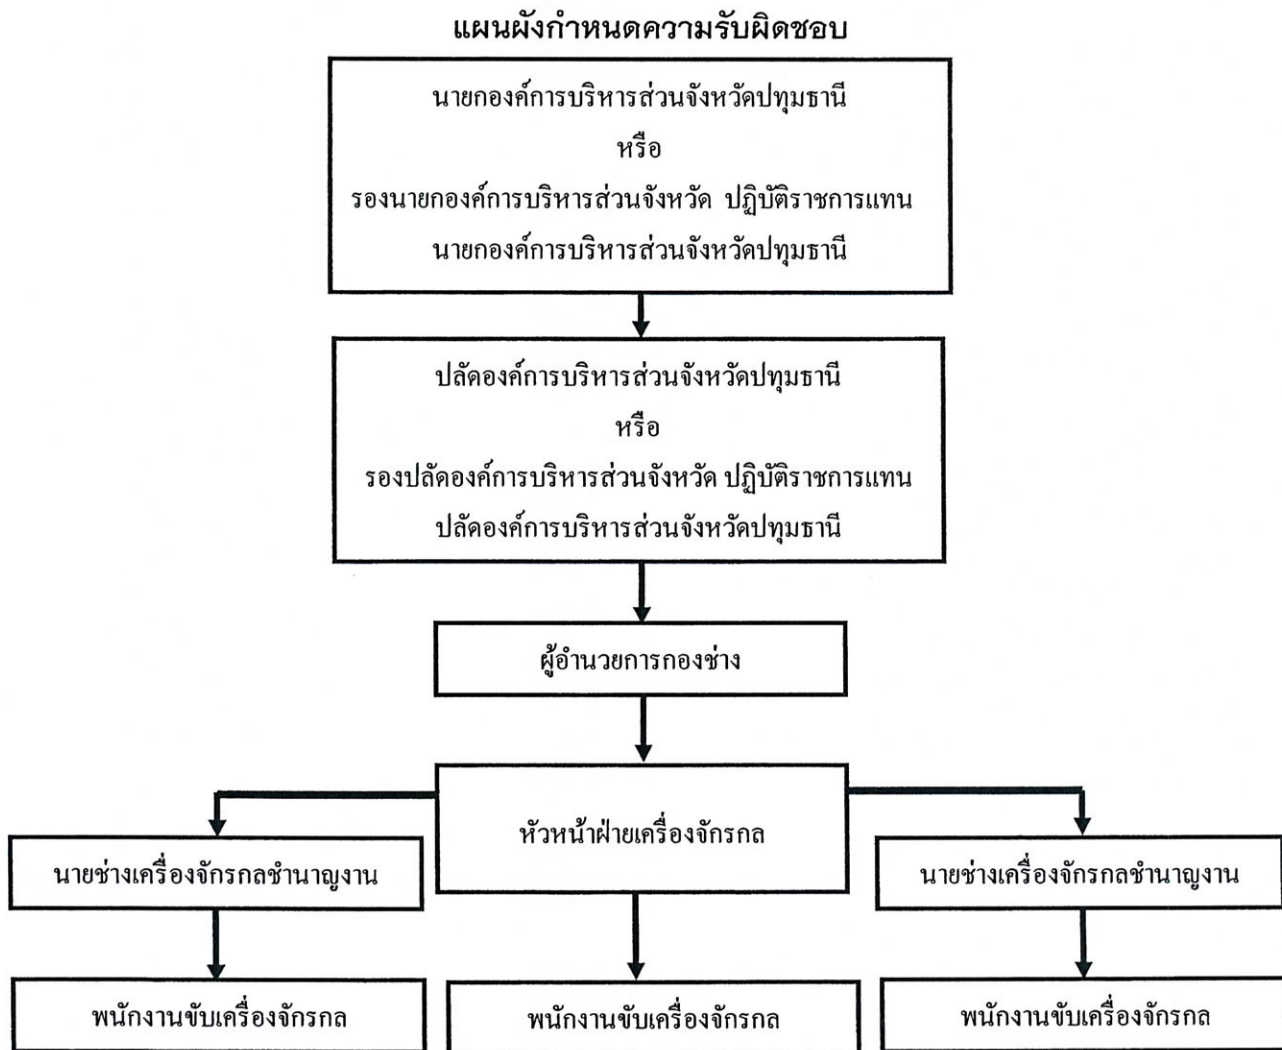 แผนผังกำหนดความรับผิดชอบ
นายกองค์การบริหารส่วนจังหวัดปทุมธานี
หรือ
รองนายกองค์การบริหารส่วนจังหวัด ปฏิบัติราชการแทน
นายกองค์การบริหารส่วนจังหวัดปทุมธานี
ปลัดองค์การบริหารส่วนจังหวัดปทุมธานี
หรือ
รองปลัดองค์การบริหารส่วนจังหวัด ปฏิบัติราชการแทน
ปลัดองค์การบริหารส่วนจังหวัดปทุมธานี
ผู้อำนวยการกองช่าง
หัวหน้าฝ่ายเครื่องจักรกล
นายช่างเครื่องจักรกลชำนาญงาน
นายช่างเครื่องจักรกลชำนาญงาน
พนักงานขับเครื่องจักรกล
พนักงานขับเครื่องจักรกล
พนักงานขับเครื่องจักรกล